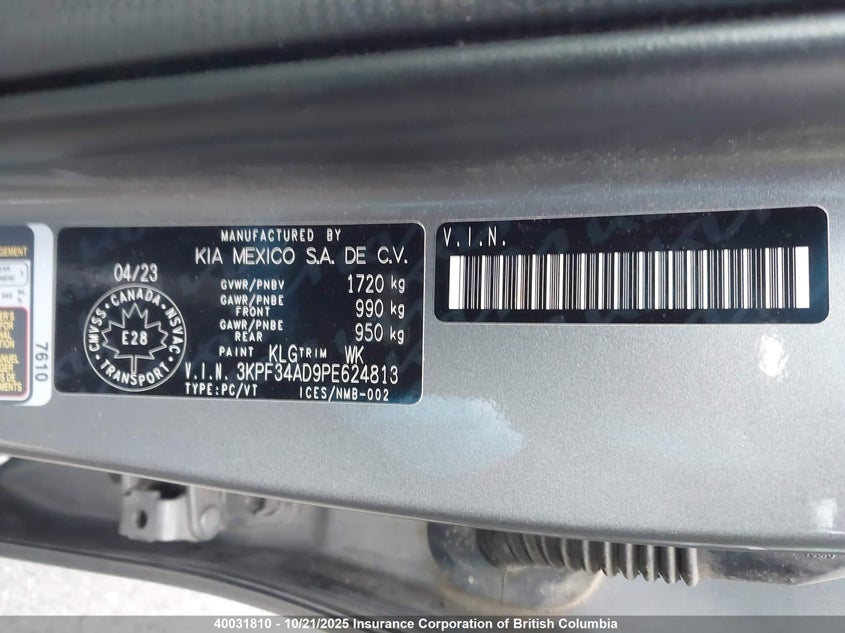 MANUFACTURED BY
KIA MEXICO S.A. DE C.V.
04/23
GVWR/PNBV 1720 kg
GAWR/PNBE FRONT 990 kg
GAWR/PNBE REAR 950 kg
PAINT KLG TRIM WK
V.I.N. 3KPF34AD9PE624813
TYPE:PC/VT ICES/NMB-002
CMVSS · CANADA · NSVAC
E28
TRANSPORT
V.I.N.
7610
40031810 - 10/21/2025 Insurance Corporation of British Columbia